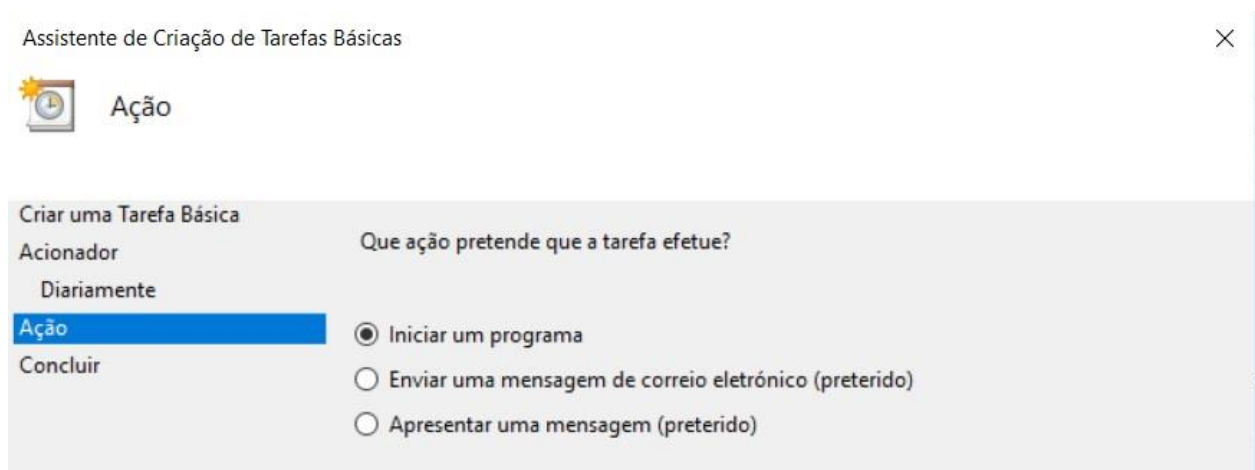 Assistente de Criação de Tarefas Básicas
Ação
Criar uma Tarefa Básica
Acionador
Diariamente
Ação
Concluir
Que ação pretende que a tarefa efetue?
Iniciar um programa
Enviar uma mensagem de correio eletrónico (preterido)
Apresentar uma mensagem (preterido)